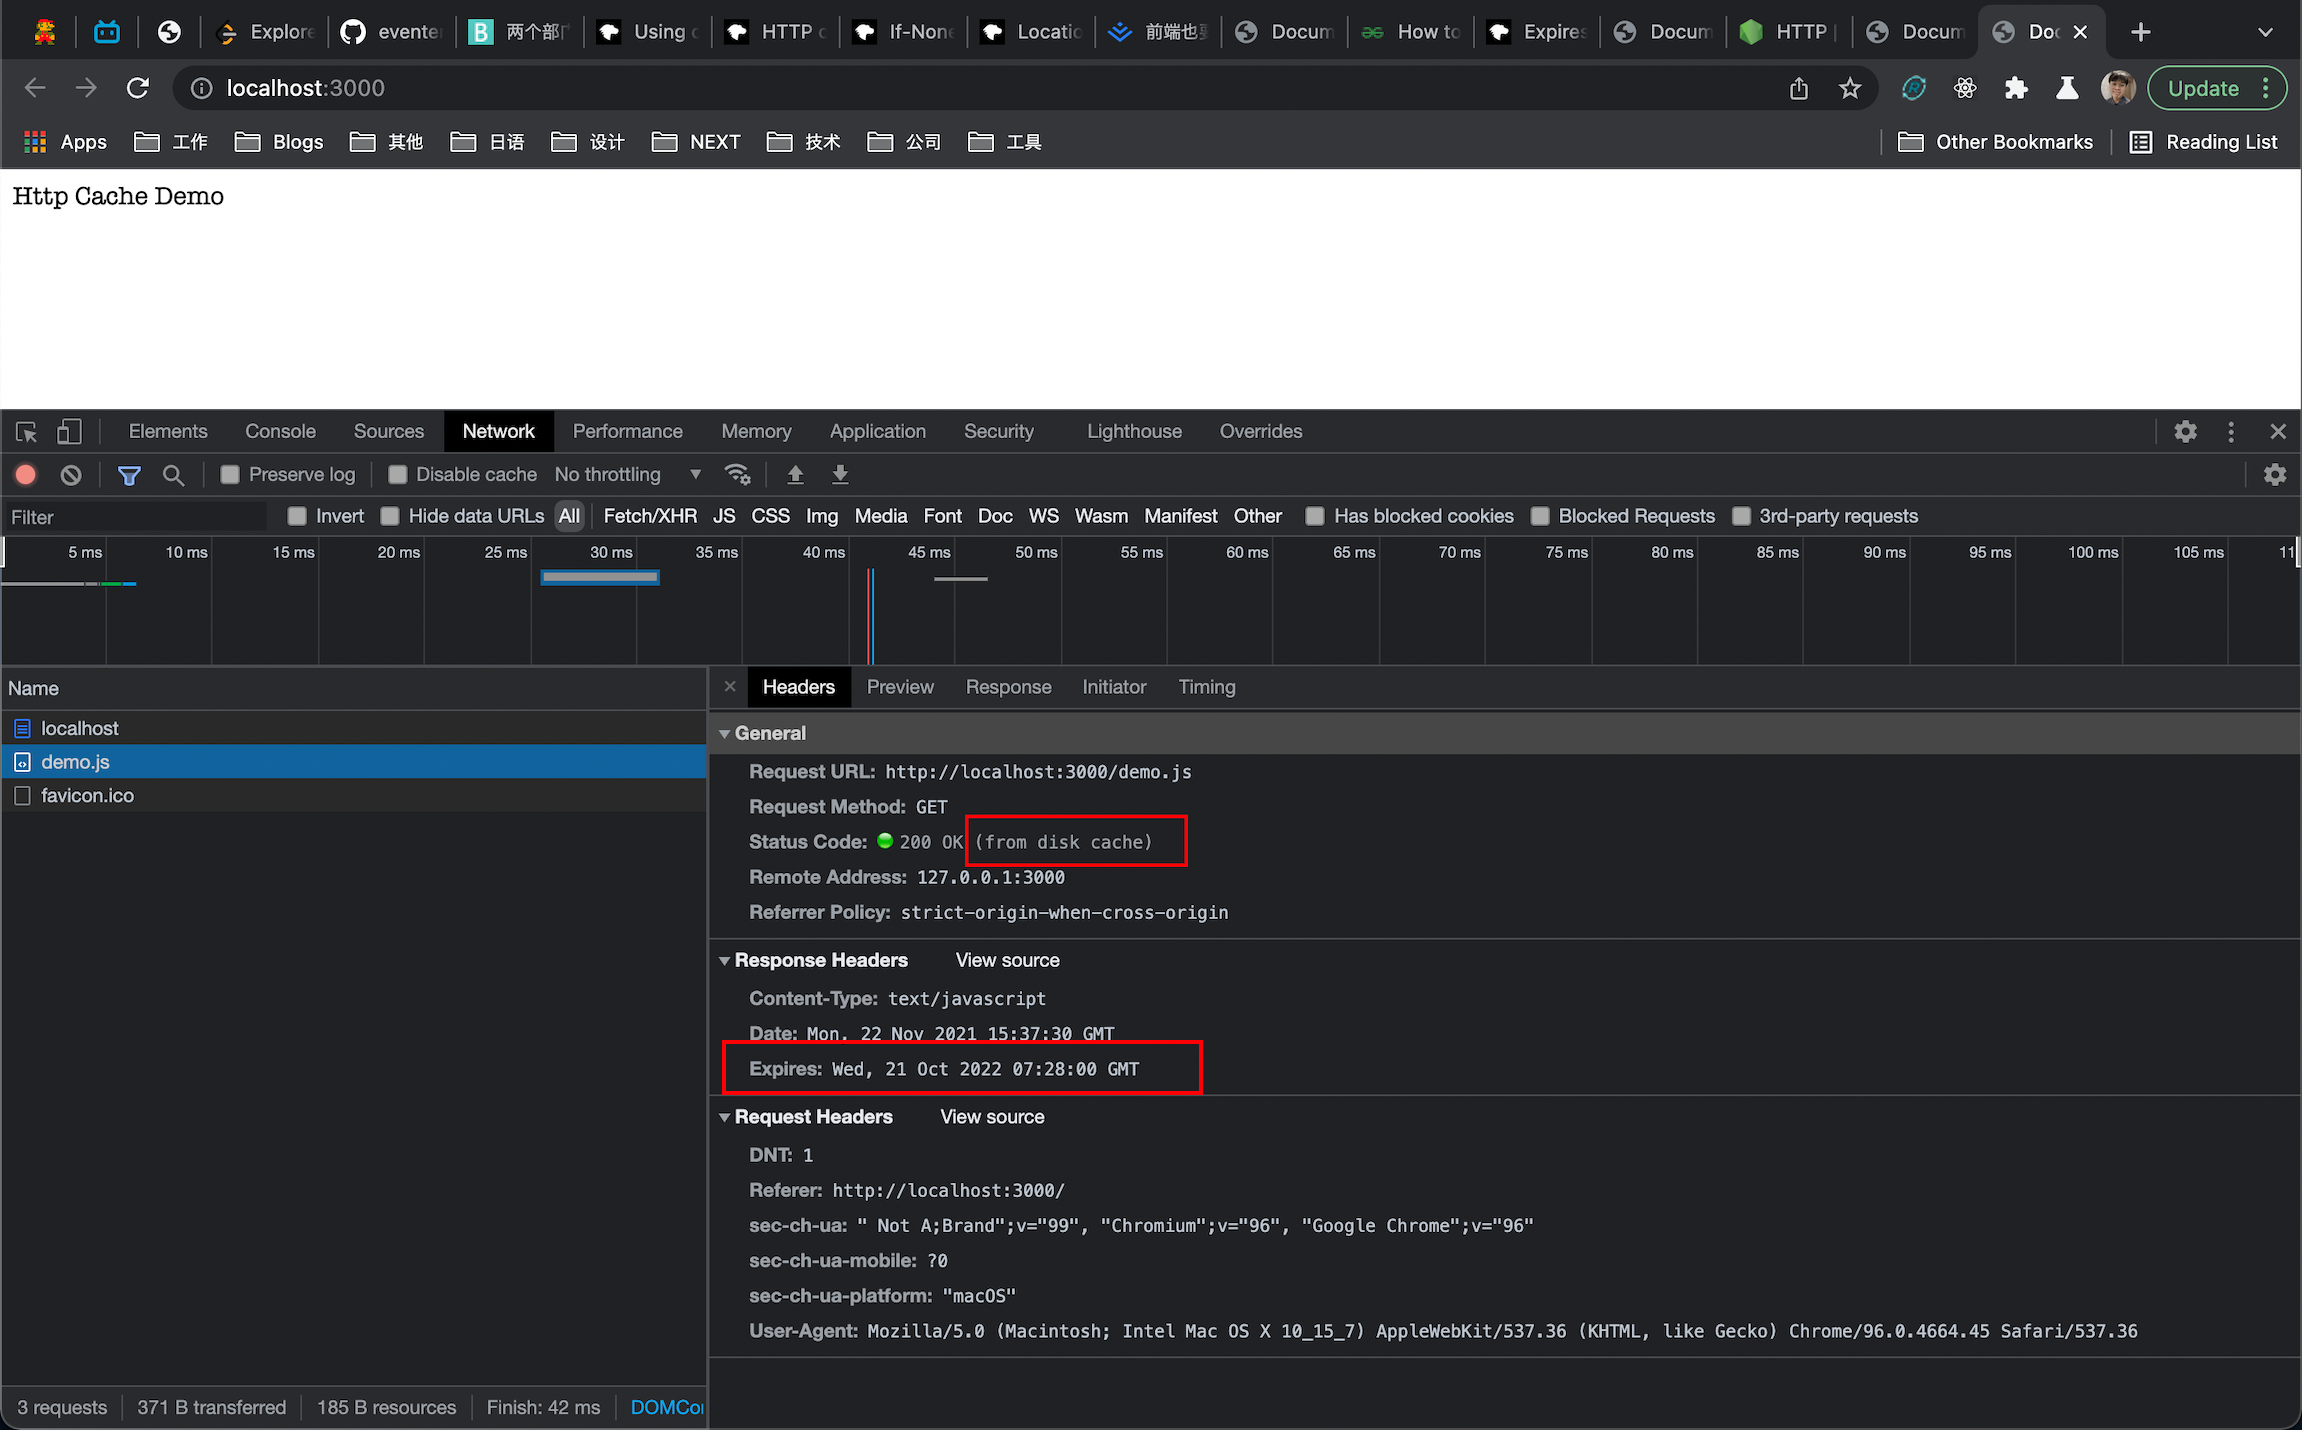 Explore
evente
两个部
Using
HTTP c
If-None
Locatio
前端也
Docum
How to
Expires
Docum
HTTP
Docum
Doc
localhost:3000
Update
Apps
工作
Blogs
其他
日语
设计
NEXT
技术
公司
工具
Other Bookmarks
Reading List
Http Cache Demo
Elements Console Sources Network Performance Memory Application Security Lighthouse Overrides
Preserve log Disable cache No throttling
Filter Invert Hide data URLs All Fetch/XHR JS CSS Img Media Font Doc WS Wasm Manifest Other Has blocked cookies Blocked Requests 3rd-party requests
5 ms 10 ms 15 ms 20 ms 25 ms 30 ms 35 ms 40 ms 45 ms 50 ms 55 ms 60 ms 65 ms 70 ms 75 ms 80 ms 85 ms 90 ms 95 ms 100 ms 105 ms 11
Name
localhost
demo.js
favicon.ico
Headers Preview Response Initiator Timing
General
Request URL: http://localhost:3000/demo.js
Request Method: GET
Status Code: 200 OK (from disk cache)
Remote Address: 127.0.0.1:3000
Referrer Policy: strict-origin-when-cross-origin
Response Headers View source
Content-Type: text/javascript
Date: Mon, 22 Nov 2021 15:37:30 GMT
Expires: Wed, 21 Oct 2022 07:28:00 GMT
Request Headers View source
DNT: 1
Referer: http://localhost:3000/
sec-ch-ua: " Not A;Brand";v="99", "Chromium";v="96", "Google Chrome";v="96"
sec-ch-ua-mobile: ?0
sec-ch-ua-platform: "macOS"
User-Agent: Mozilla/5.0 (Macintosh; Intel Mac OS X 10_15_7) AppleWebKit/537.36 (KHTML, like Gecko) Chrome/96.0.4664.45 Safari/537.36
3 requests 371 B transferred 185 B resources Finish: 42 ms DOMCo